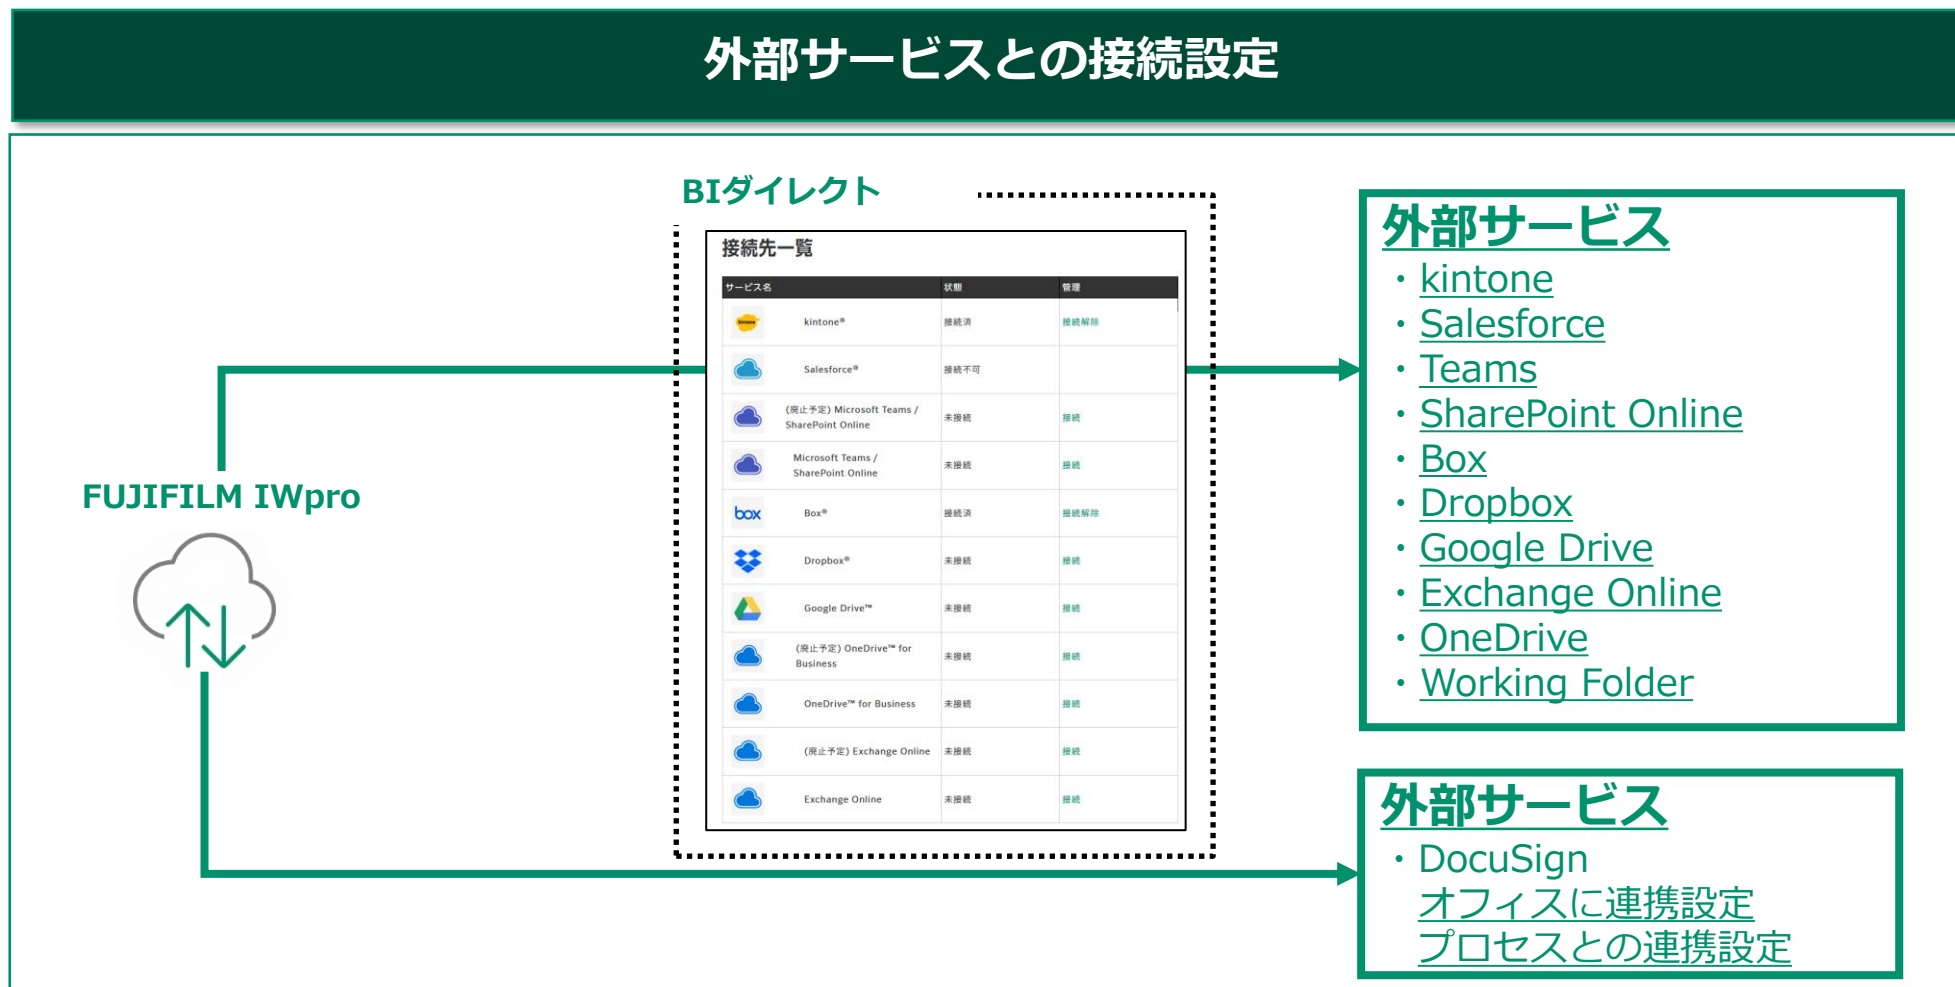 外部サービスとの接続設定
BIダイレクト
接続先一覧
サービス名 状態 管理
kintone kintone® 接続済 接続解除
Salesforce® 接続不可
(廃止予定) Microsoft Teams /
SharePoint Online 未接続 接続
Microsoft Teams /
SharePoint Online 未接続 接続
box Box® 接続済 接続解除
Dropbox® 未接続 接続
Google Drive™ 未接続 接続
(廃止予定) OneDrive™ for
Business 未接続 接続
OneDrive™ for Business 未接続 接続
(廃止予定) Exchange Online 未接続 接続
Exchange Online 未接続 接続
FUJIFILM IWpro
外部サービス
・kintone
・Salesforce
・Teams
・SharePoint Online
・Box
・Dropbox
・Google Drive
・Exchange Online
・OneDrive
・Working Folder
外部サービス
・DocuSign
オフィスに連携設定
プロセスとの連携設定